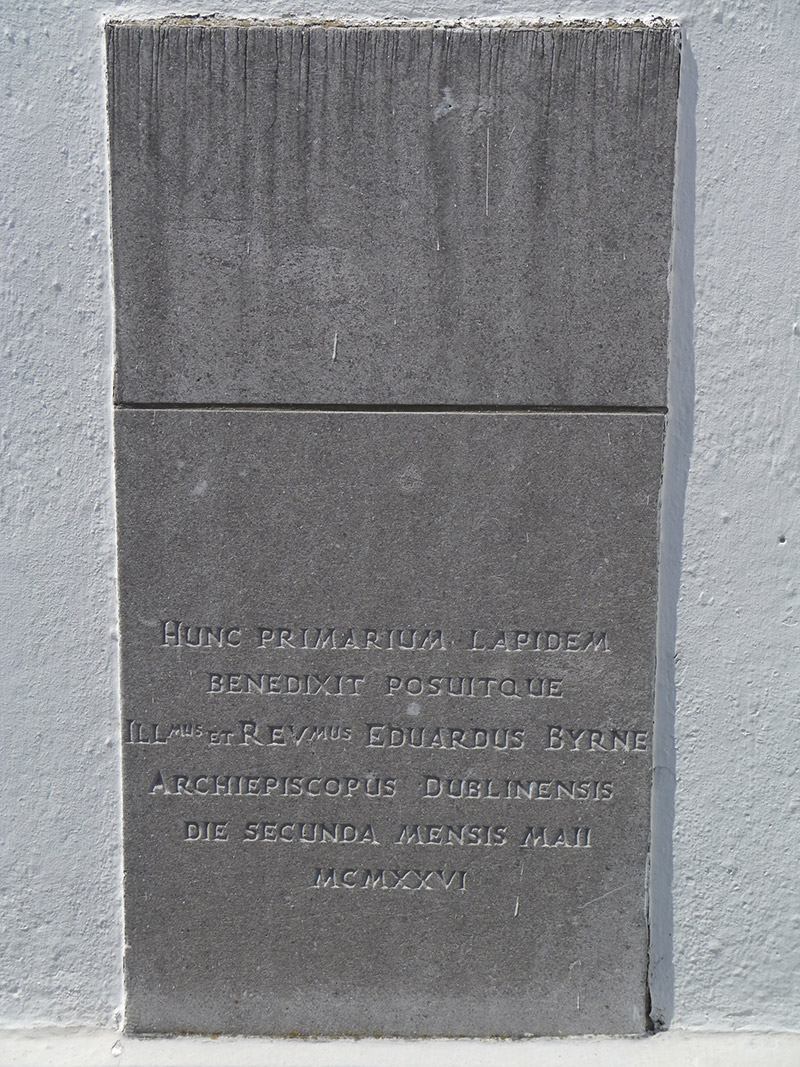 HUNC PRIMARIUM LAPIDEM
BENEDIXIT POSUITQUE
ILLMUS ET REVMUS EDUARDUS BYRNE
ARCHIEPISCOPUS DUBLINENSIS
DIE SECUNDA MENSIS MAII
MCMXXVI